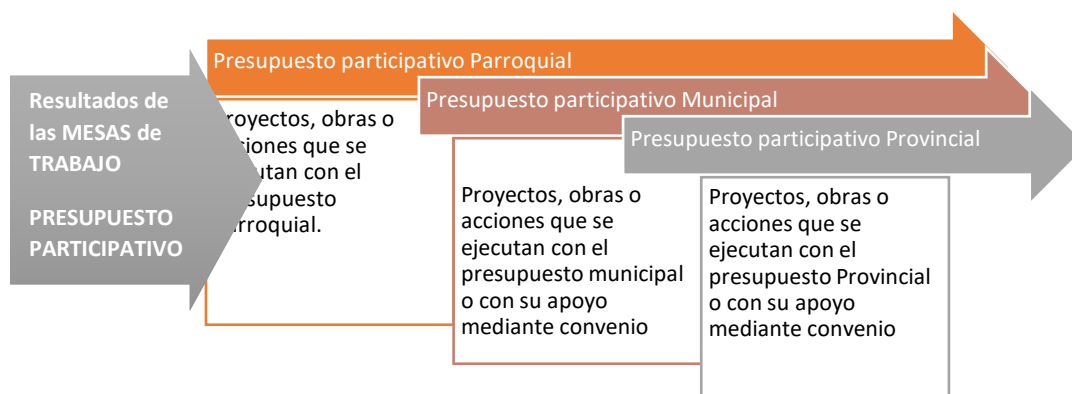 Resultados de
las MESAS de
TRABAJO
PRESUPUESTO
PARTICIPATIVO
Presupuesto participativo Parroquial
royectos, obras o
ciones que se
utan con el
supuesto
rroquial.
Presupuesto participativo Municipal
Proyectos, obras o
acciones que se
ejecutan con el
presupuesto municipal
o con su apoyo
mediante convenio
Presupuesto participativo Provincial
Proyectos, obras o
acciones que se
ejecutan con el
presupuesto Provincial
o con su apoyo
mediante convenio